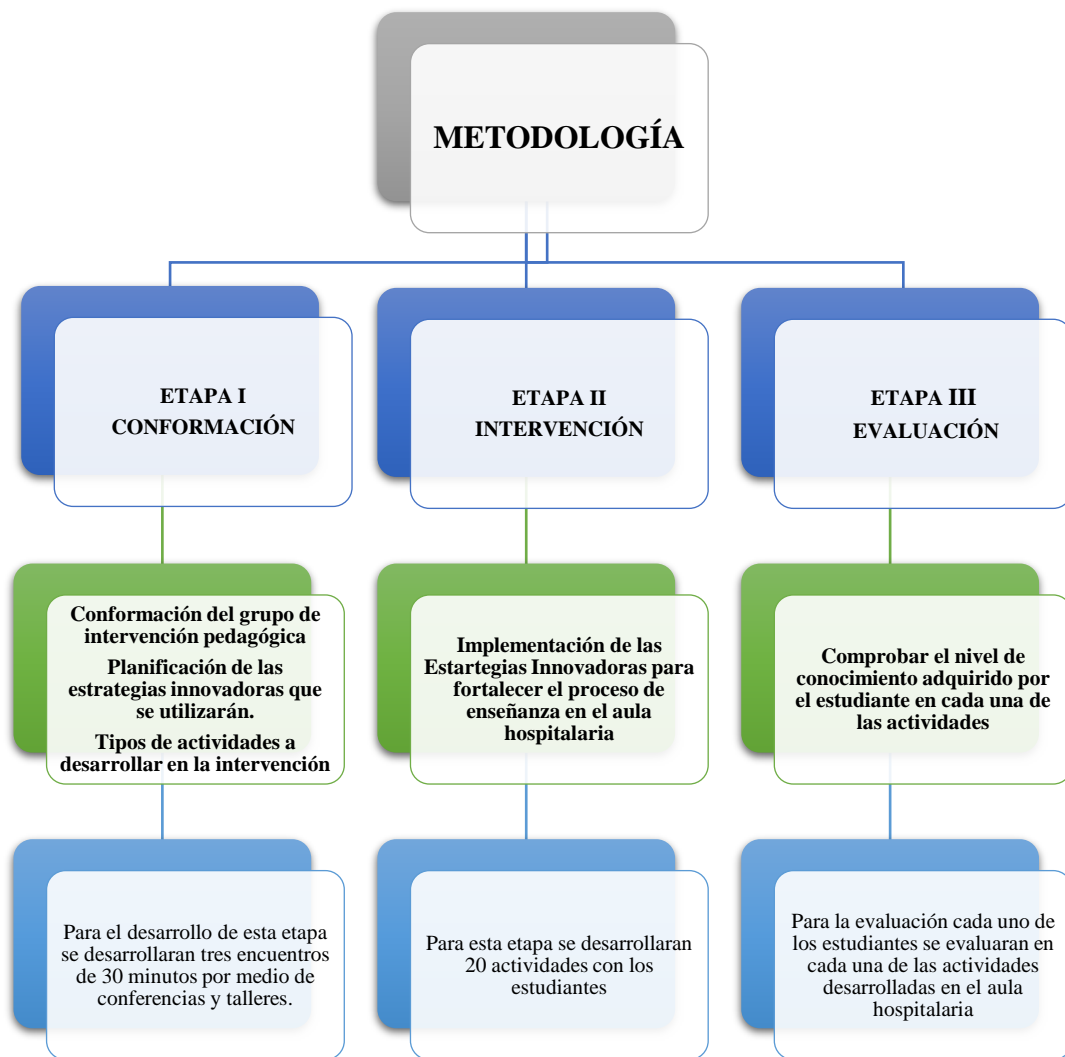 METODOLOGÍA
ETAPA I
CONFORMACIÓN
ETAPA II
INTERVENCIÓN
ETAPA III
EVALUACIÓN
Conformación del grupo de
intervención pedagógica
Planificación de las
estrategias innovadoras que
se utilizarán.
Tipos de actividades a
desarrollar en la intervención
Implementación de las
Estartegias Innovadoras para
fortalecer el proceso de
enseñanza en el aula
hospitalaria
Comprobar el nivel de
conocimiento adquirido por
el estudiante en cada una de
las actividades
Para el desarrollo de esta etapa
se desarrollaran tres encuentros
de 30 minutos por medio de
conferencias y talleres.
Para esta etapa se desarrollaran
20 actividades con los
estudiantes
Para la evaluación cada uno de
los estudiantes se evaluaran en
cada una de las actividades
desarrolladas en el aula
hospitalaria